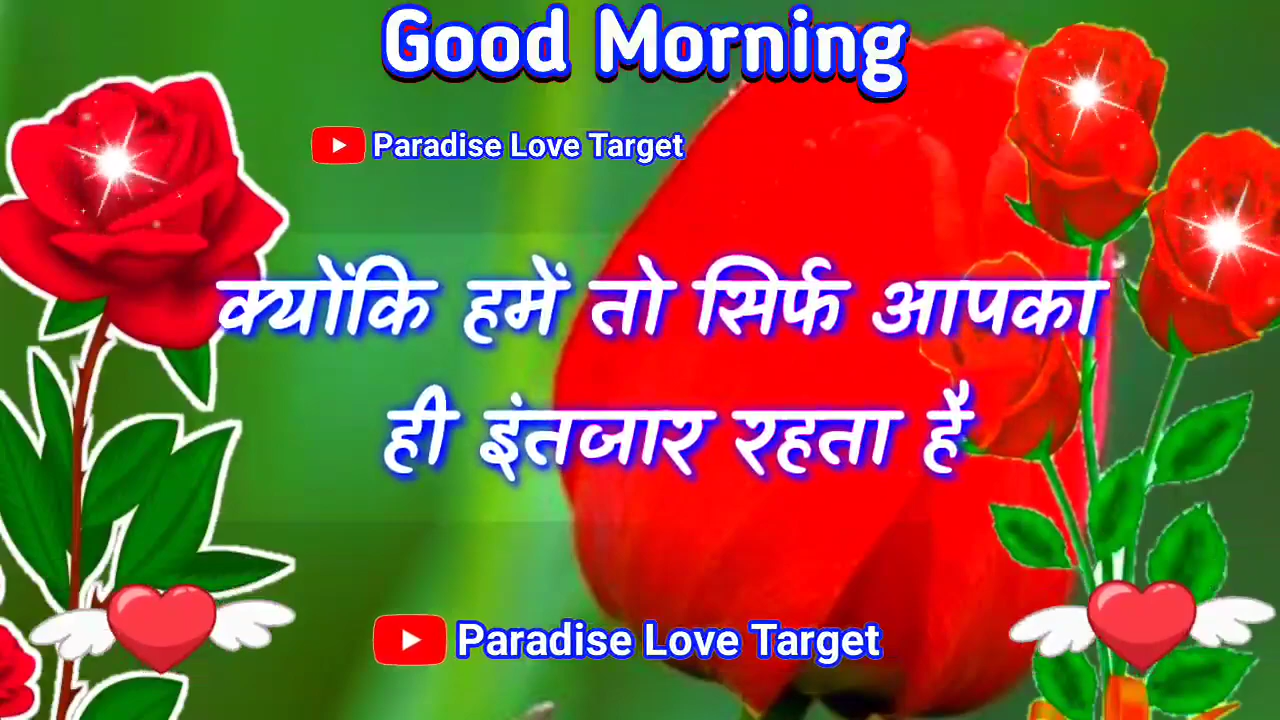 Good Morning
Paradise Love Target
क्योंकि हमें तो सिर्फ आपका
ही इंतजार रहता है
Paradise Love Target